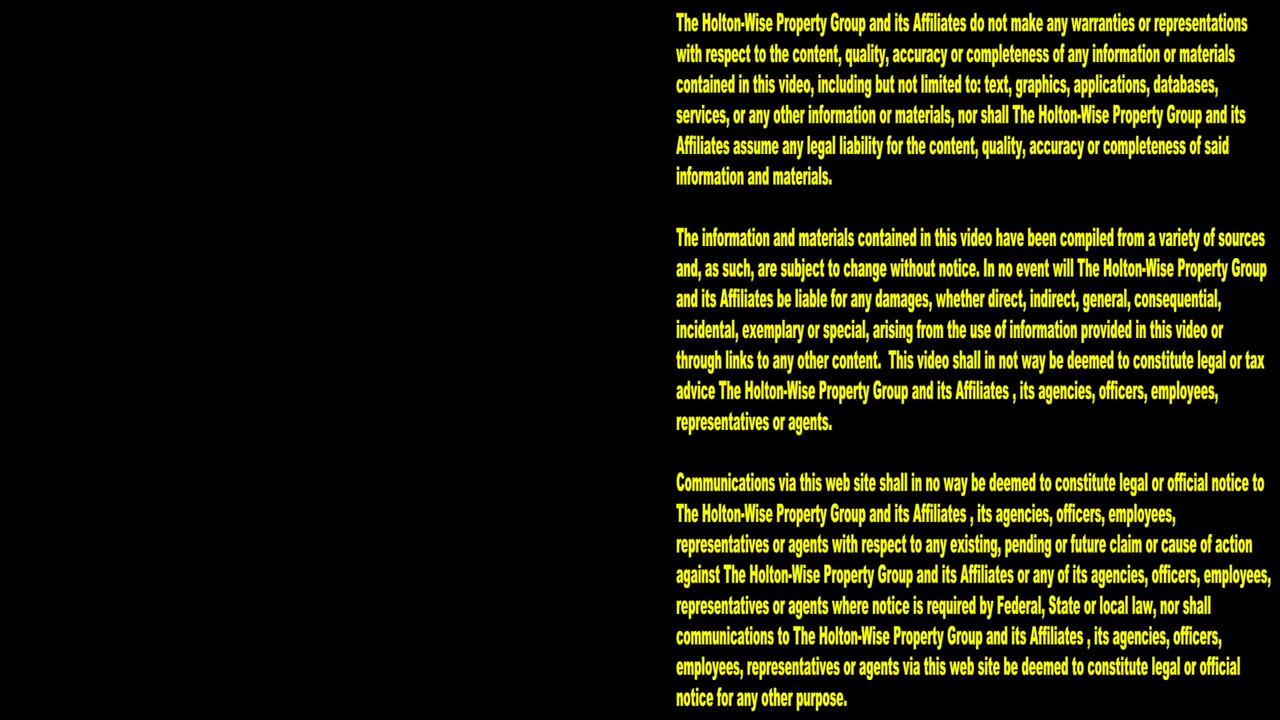 The Holton-Wise Property Group and its Affiliates do not make any warranties or representations
with respect to the content, quality, accuracy or completeness of any information or materials
contained in this video, including but not limited to: text, graphics, applications, databases,
services, or any other information or materials, nor shall The Holton-Wise Property Group and its
Affiliates assume any legal liability for the content, quality, accuracy or completeness of said
information and materials.
The information and materials contained in this video have been compiled from a variety of sources
and, as such, are subject to change without notice. In no event will The Holton-Wise Property Group
and its Affiliates be liable for any damages, whether direct, indirect, general, consequential,
incidental, exemplary or special, arising from the use of information provided in this video or
through links to any other content.  This video shall in not way be deemed to constitute legal or tax
advice The Holton-Wise Property Group and its Affiliates , its agencies, officers, employees,
representatives or agents.
Communications via this web site shall in no way be deemed to constitute legal or official notice to
The Holton-Wise Property Group and its Affiliates , its agencies, officers, employees,
representatives or agents with respect to any existing, pending or future claim or cause of action
against The Holton-Wise Property Group and its Affiliates or any of its agencies, officers, employees,
representatives or agents where notice is required by Federal, State or local law, nor shall
communications to The Holton-Wise Property Group and its Affiliates , its agencies, officers,
employees, representatives or agents via this web site be deemed to constitute legal or official
notice for any other purpose.